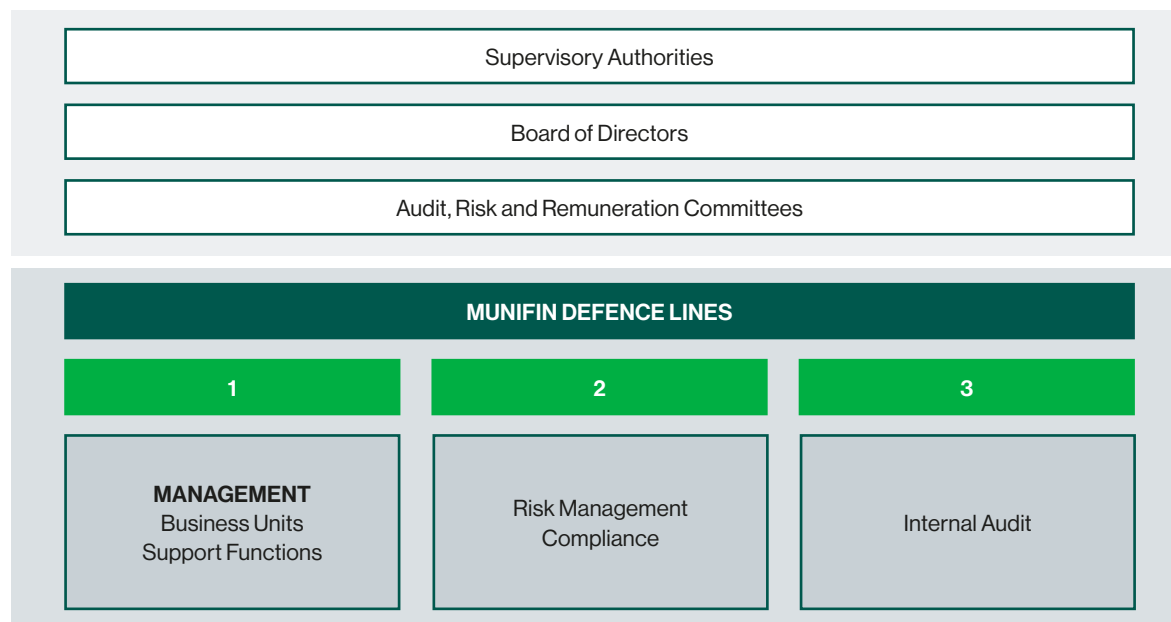 Supervisory Authorities
Board of Directors
Audit, Risk and Remuneration Committees
MUNIFIN DEFENCE LINES
1
2
3
MANAGEMENT
Business Units
Support Functions
Risk Management
Compliance
Internal Audit